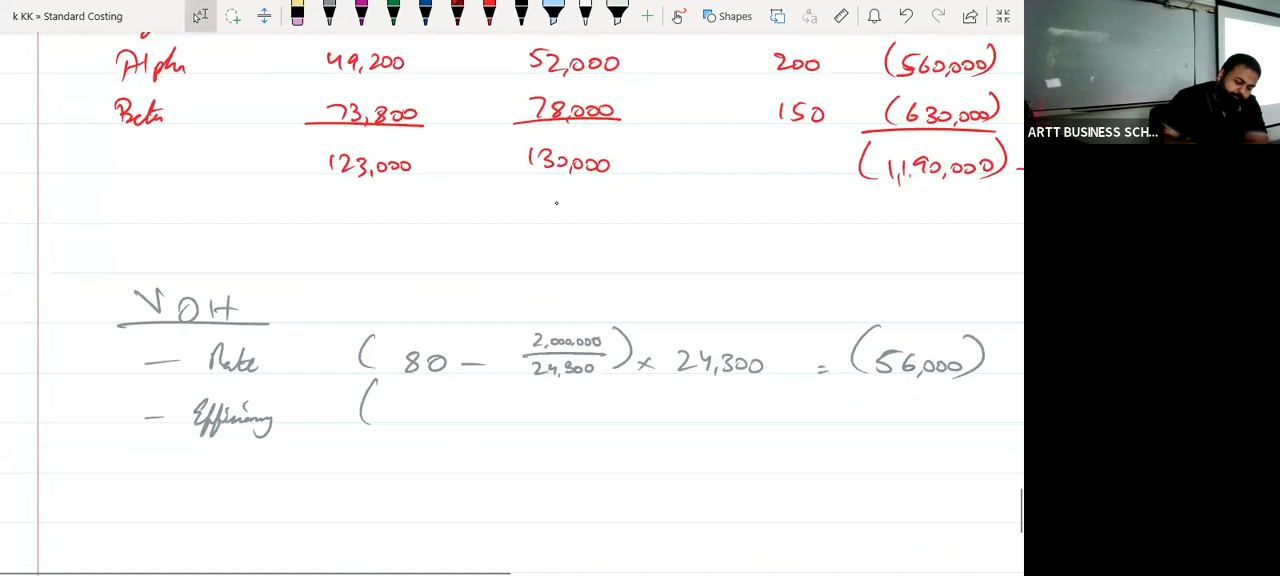 k KK » Standard Costing
Shapes
Alpha 49,200 52,000 200 (560,000)
Beta 73,800 78,000 150 (630,000)
123,000 130,000 (1,190,000) -
ARTT BUSINESS SCH...
VOH
— Rate ( 80 - 2,000,000 / 24,300 ) × 24,300 = (56,000)
— Efficiency (